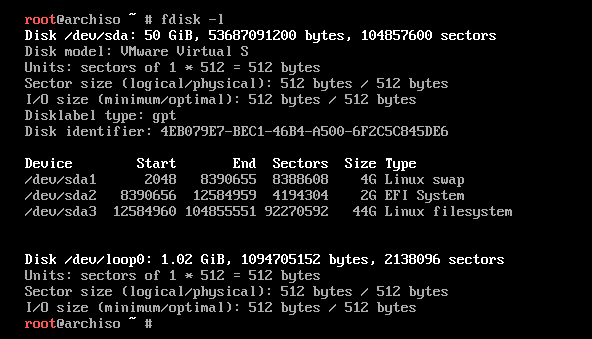 root@archiso ~ # fdisk -l
Disk /dev/sda: 50 GiB, 53687091200 bytes, 104857600 sectors
Disk model: VMware Virtual S
Units: sectors of 1 * 512 = 512 bytes
Sector size (logical/physical): 512 bytes / 512 bytes
I/O size (minimum/optimal): 512 bytes / 512 bytes
Disklabel type: gpt
Disk identifier: 4EB079E7-BEC1-46B4-A500-6F2C5C845DE6
Device Start End Sectors Size Type
/dev/sda1 2048 8390655 8388608 4G Linux swap
/dev/sda2 8390656 12584959 4194304 2G EFI System
/dev/sda3 12584960 104855551 92270592 44G Linux filesystem
Disk /dev/loop0: 1.02 GiB, 1094705152 bytes, 2138096 sectors
Units: sectors of 1 * 512 = 512 bytes
Sector size (logical/physical): 512 bytes / 512 bytes
I/O size (minimum/optimal): 512 bytes / 512 bytes
root@archiso ~ #